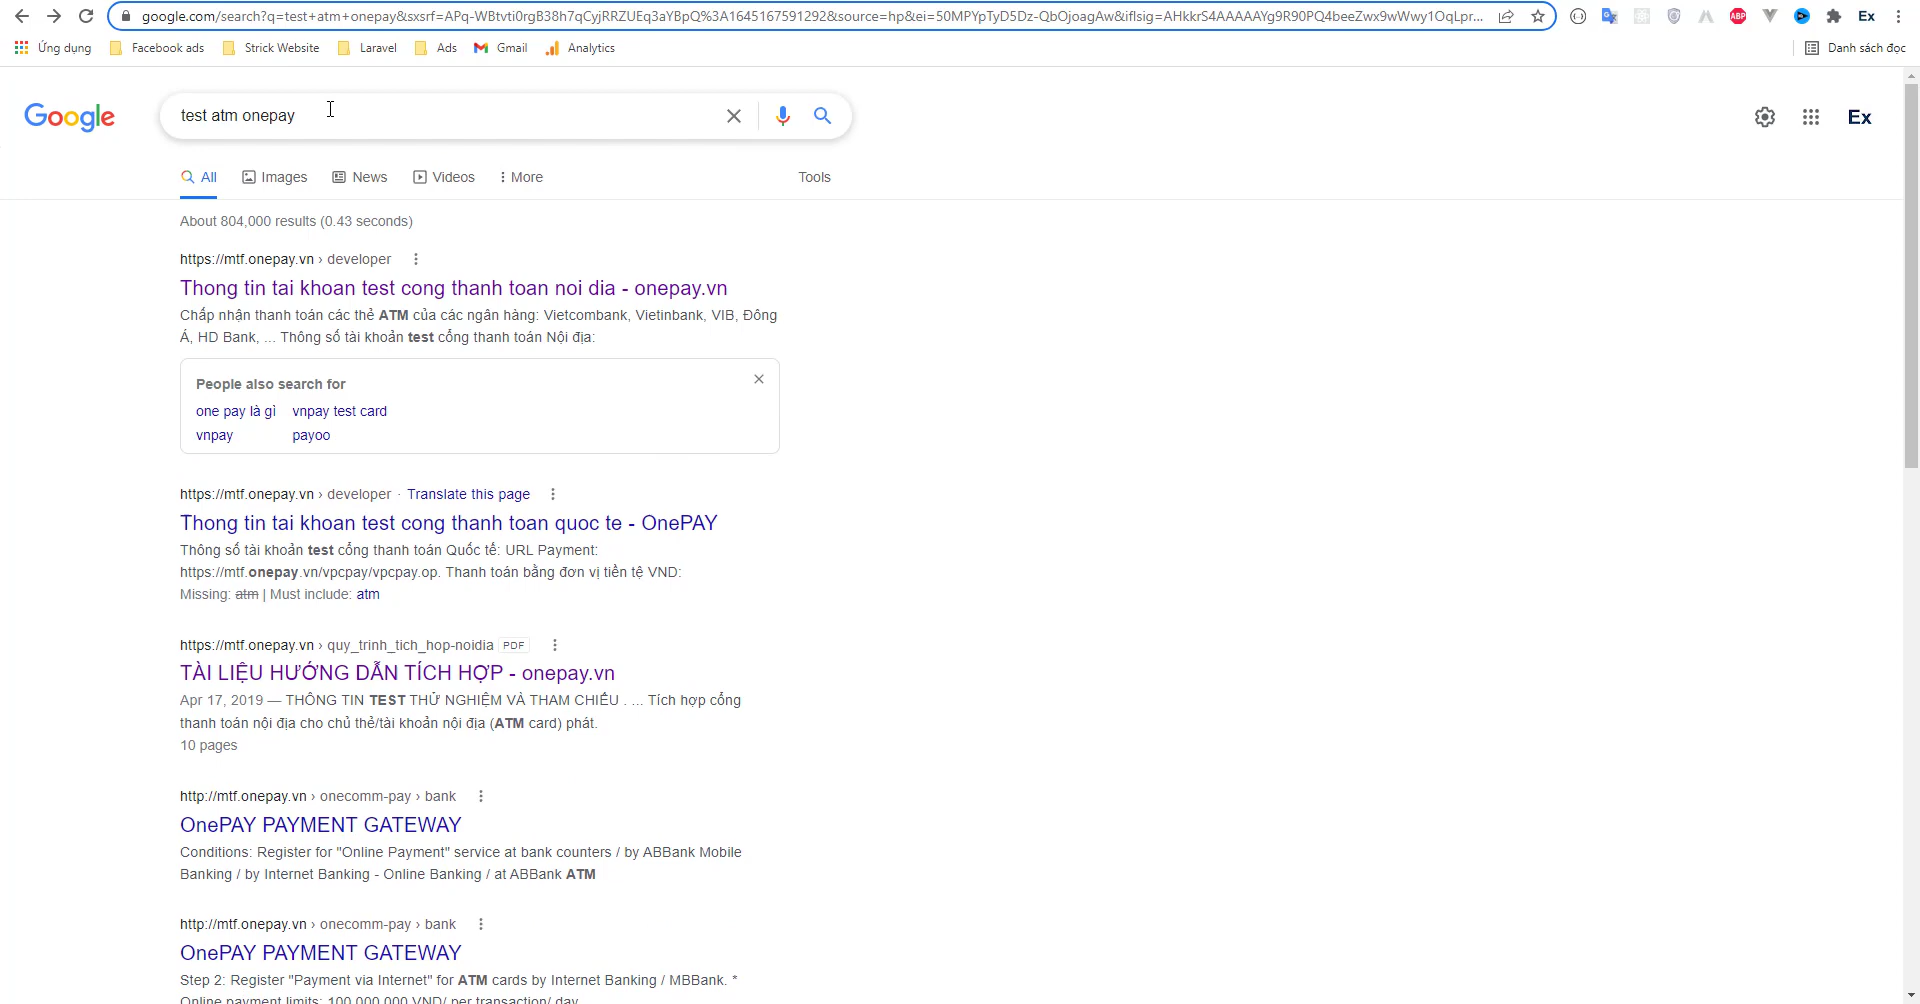 google.com/search?q=test+atm+onepay&sxsrf=APq-WBtvti0rgB38h7qCyjRRZUEq3aYBpQ%3A1645167591292&source=hp&ei=50MPYpTyD5Dz-QbOjoagAw&iflsig=AHkkrS4AAAAAYg9R90PQ4beeZwx9wWwy1OqLpr...
ABP
Ex
Ứng dụng
Facebook ads
Strick Website
Laravel
Ads
Gmail
Analytics
Danh sách đọc
Google
test atm onepay
Ex
All
Images
News
Videos
More
Tools
About 804,000 results (0.43 seconds)
https://mtf.onepay.vn › developer
Thong tin tai khoan test cong thanh toan noi dia - onepay.vn
Chấp nhận thanh toán các thẻ ATM của các ngân hàng: Vietcombank, Vietinbank, VIB, Đông
Á, HD Bank, ... Thông số tài khoản test cổng thanh toán Nội địa:
People also search for
one pay là gì
vnpay test card
vnpay
payoo
https://mtf.onepay.vn › developer · Translate this page
Thong tin tai khoan test cong thanh toan quoc te - OnePAY
Thông số tài khoản test cổng thanh toán Quốc tế: URL Payment:
https://mtf.onepay.vn/vpcpay/vpcpay.op. Thanh toán bằng đơn vị tiền tệ VND:
Missing: atm | Must include: atm
https://mtf.onepay.vn › quy_trinh_tich_hop-noidia PDF
TÀI LIỆU HƯỚNG DẪN TÍCH HỢP - onepay.vn
Apr 17, 2019 — THÔNG TIN TEST THỬ NGHIỆM VÀ THAM CHIẾU . ... Tích hợp cổng
thanh toán nội địa cho chủ thẻ/tài khoản nội địa (ATM card) phát.
10 pages
http://mtf.onepay.vn › onecomm-pay › bank
OnePAY PAYMENT GATEWAY
Conditions: Register for "Online Payment" service at bank counters / by ABBank Mobile
Banking / by Internet Banking - Online Banking / at ABBank ATM
http://mtf.onepay.vn › onecomm-pay › bank
OnePAY PAYMENT GATEWAY
Step 2: Register "Payment via Internet" for ATM cards by Internet Banking / MBBank. *
Online payment limits: 100,000,000 VND/ per transaction/ day